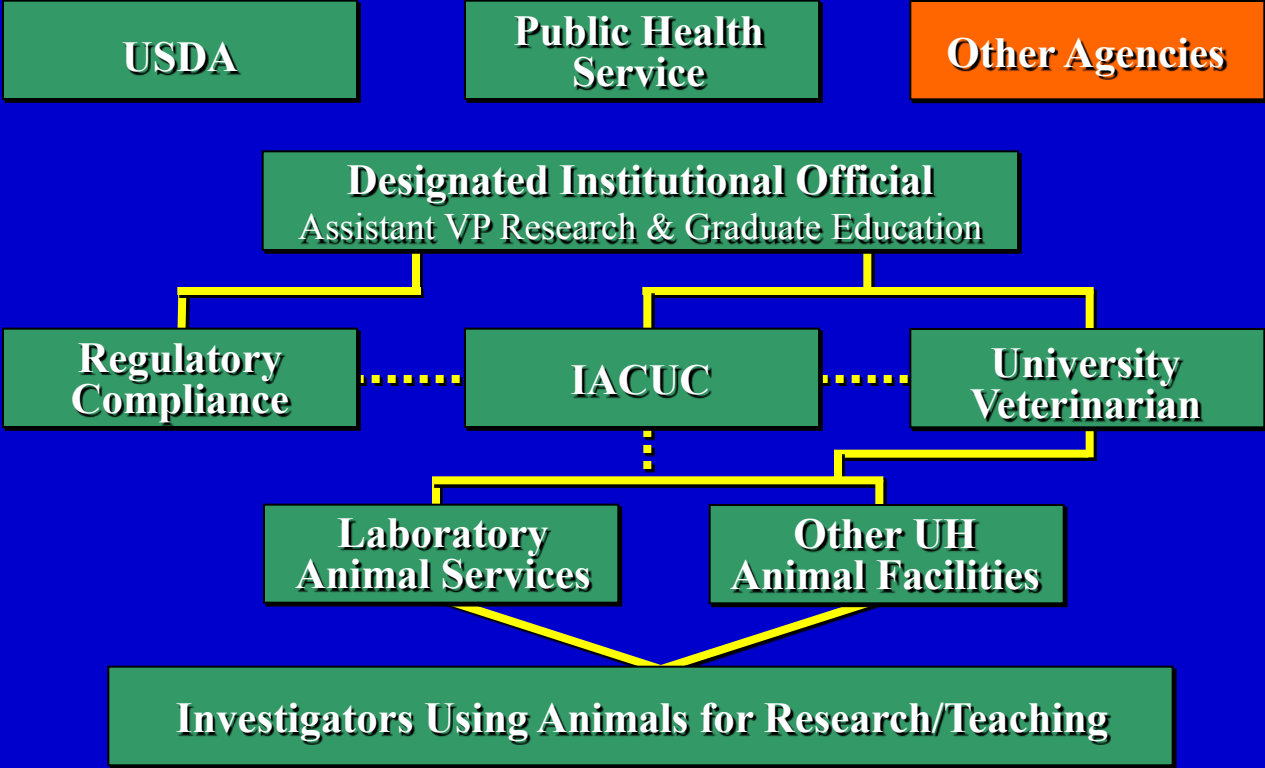 USDA
Public Health
Service
Other Agencies
Designated Institutional Official
Assistant VP Research & Graduate Education
Regulatory
Compliance
IACUC
University
Veterinarian
Laboratory
Animal Services
Other UH
Animal Facilities
Investigators Using Animals for Research/Teaching